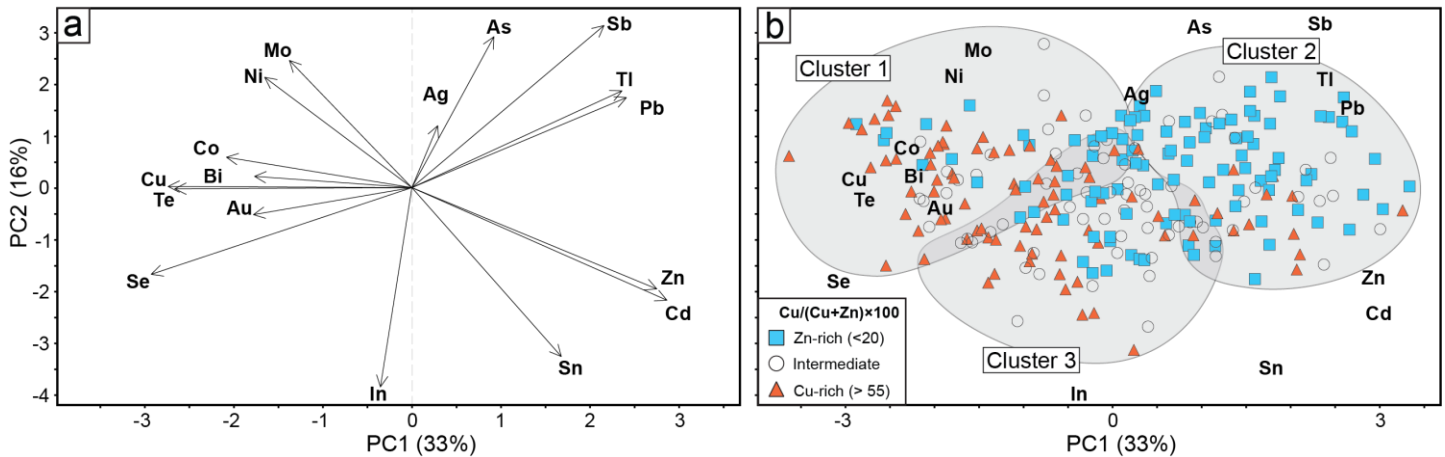 a
As
Sb
Mo
Ni
Ag
Tl
Pb
Co
Bi
Cu
Te
Au
Se
Zn
Cd
Sn
In
3
2
1
0
-1
-2
-3
-4
PC2 (16%)
-3
-2
-1
0
1
2
3
PC1 (33%)
b
As
Sb
Mo
Cluster 1
Cluster 2
Ni
Tl
Ag
Pb
Co
Cu
Bi
Te
Au
Se
Zn
Cd
Cu/(Cu+Zn)×100
Zn-rich (<20)
Intermediate
Cu-rich (> 55)
Cluster 3
Sn
In
-3
0
3
PC1 (33%)